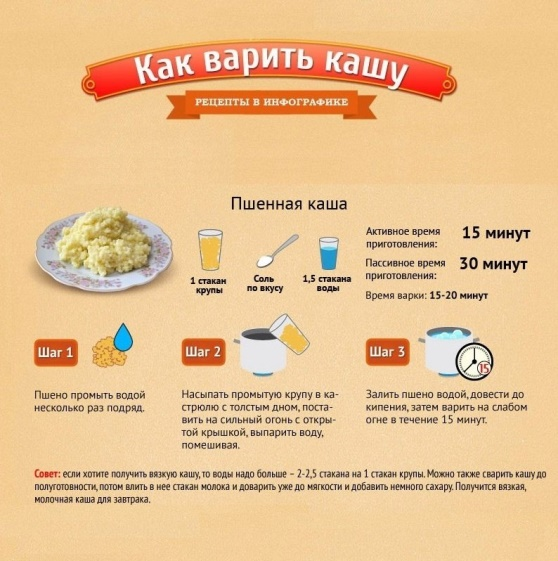 Как варить кашу
РЕЦЕПТЫ В ИНФОГРАФИКЕ
Пшенная каша
1 стакан
крупы
Соль
по вкусу
1,5 стакана
воды
Активное время
приготовления:
15 минут
Пассивное время
приготовления:
30 минут
Время варки: 15-20 минут
Шаг 1
Пшено промыть водой
несколько раз подряд.
Шаг 2
Насыпать промытую крупу в ка-
стрюлю с толстым дном, поста-
вить на сильный огонь с откры-
той крышкой, выпарить воду,
помешивая.
Шаг 3
15
Залить пшено водой, довести до
кипения, затем варить на слабом
огне в течение 15 минут.
Совет: если хотите получить вязкую кашу, то воды надо больше – 2-2,5 стакана на 1 стакан крупы. Можно также сварить кашу до
полуготовности, потом влить в нее стакан молока и доварить уже до мягкости и добавить немного сахару. Получится вязкая,
молочная каша для завтрака.